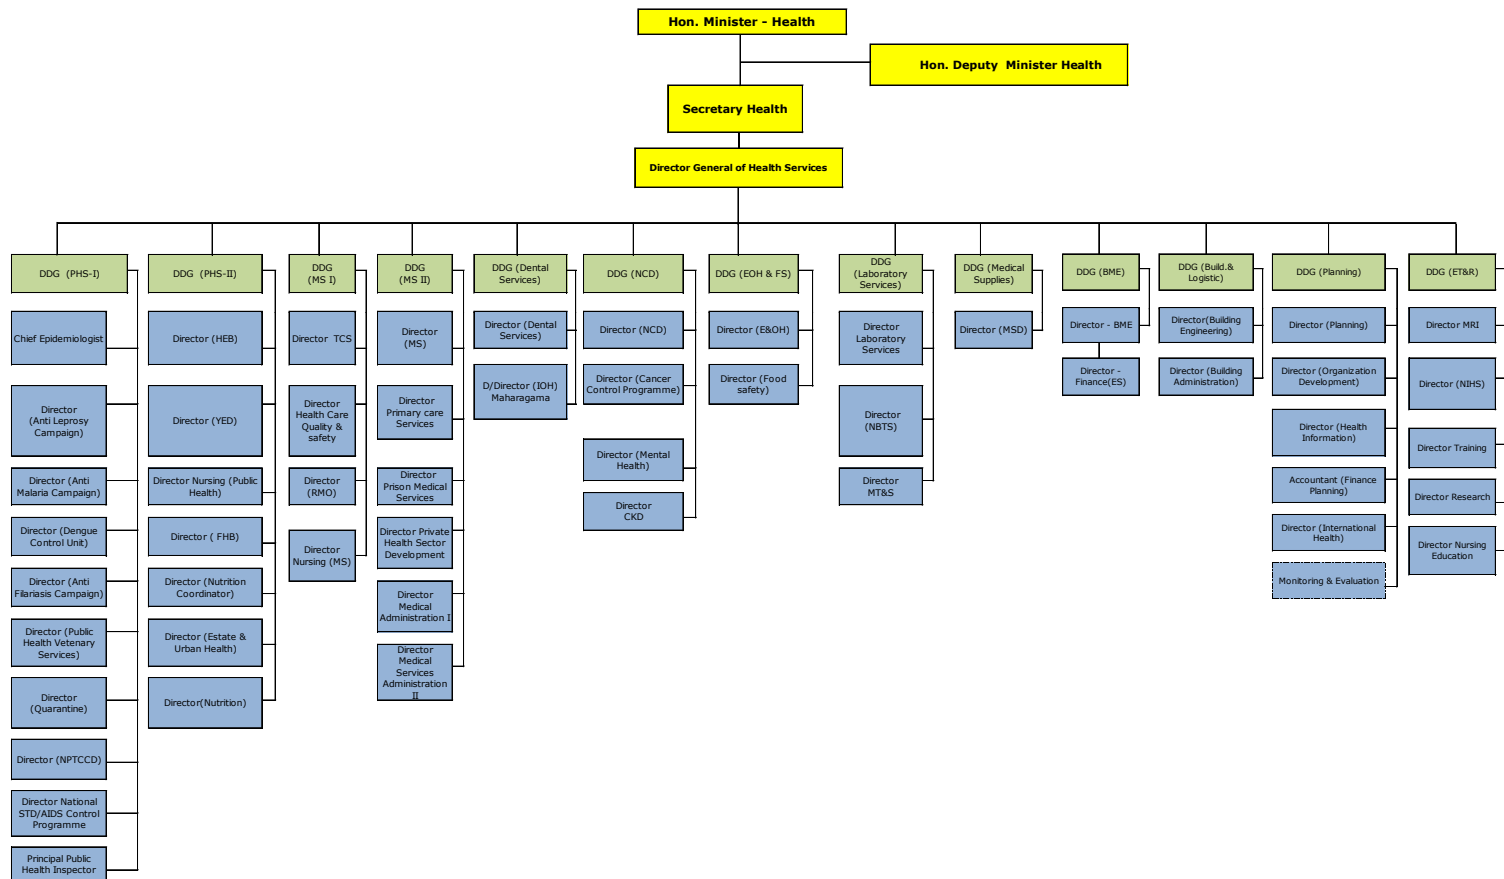 Hon. Minister - Health
Hon. Deputy Minister Health
Secretary Health
Director General of Health Services
DDG (PHS-I)
Chief Epidemiologist
Director
(Anti Leprosy
Campaign)
Director (Anti
Malaria Campaign)
Director (Dengue
Control Unit)
Director (Anti
Filariasis Campaign)
Director (Public
Health Vetenary
Services)
Director
(Quarantine)
Director (NPTCCD)
Director National
STD/AIDS Control
Programme
Principal Public
Health Inspector
DDG (PHS-II)
Director (HEB)
Director (YED)
Director Nursing (Public
Health)
Director ( FHB)
Director (Nutrition
Coordinator)
Director (Estate &
Urban Health)
Director(Nutrition)
DDG
(MS I)
Director TCS
Director
Health Care
Quality &
safety
Director
(RMO)
Director
Nursing (MS)
DDG
(MS II)
Director
(MS)
Director
Primary care
Services
Director
Prison Medical
Services
Director Private
Health Sector
Development
Director
Medical
Administration I
Director
Medical
Services
Administration
II
DDG (Dental
Services)
Director (Dental
Services)
D/Director (IOH)
Maharagama
DDG (NCD)
Director (NCD)
Director (Cancer
Control Programme)
Director (Mental
Health)
Director
CKD
DDG (EOH & FS)
Director (E&OH)
Director (Food
safety)
DDG
(Laboratory
Services)
Director
Laboratory
Services
Director
(NBTS)
Director
MT&S
DDG (Medical
Supplies)
Director (MSD)
DDG (BME)
Director - BME
Director -
Finance(ES)
DDG (Build.&
Logistic)
Director(Building
Engineering)
Director (Building
Administration)
DDG (Planning)
Director (Planning)
Director (Organization
Development)
Director (Health
Information)
Accountant (Finance
Planning)
Director (International
Health)
Monitoring & Evaluation
DDG (ET&R)
Director MRI
Director (NIHS)
Director Training
Director Research
Director Nursing
Education